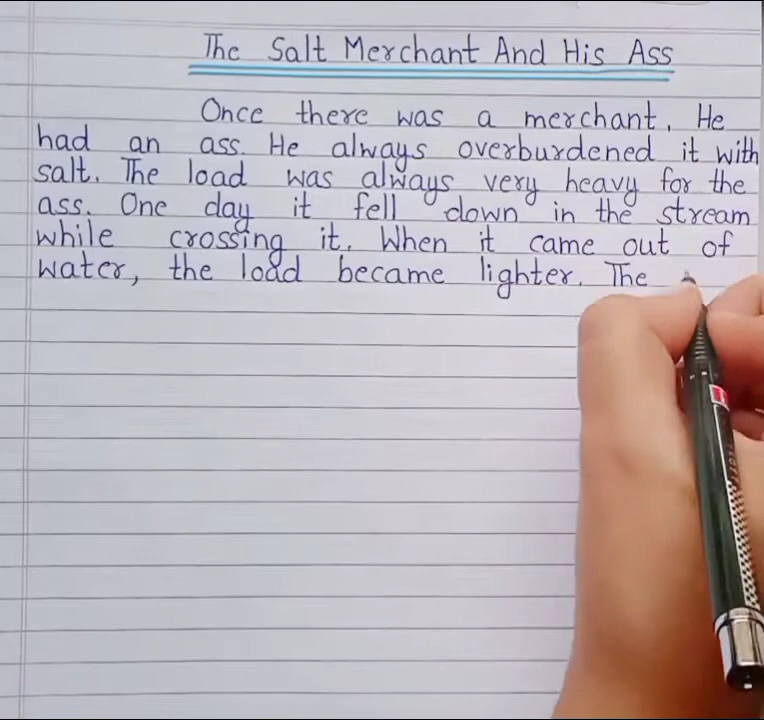 The Salt Merchant And His Ass
Once there was a merchant. He
had an ass. He always overburdened it with
salt. The load was always very heavy for the
ass. One day it fell down in the stream
while crossing it. When it came out of
water, the load became lighter. The